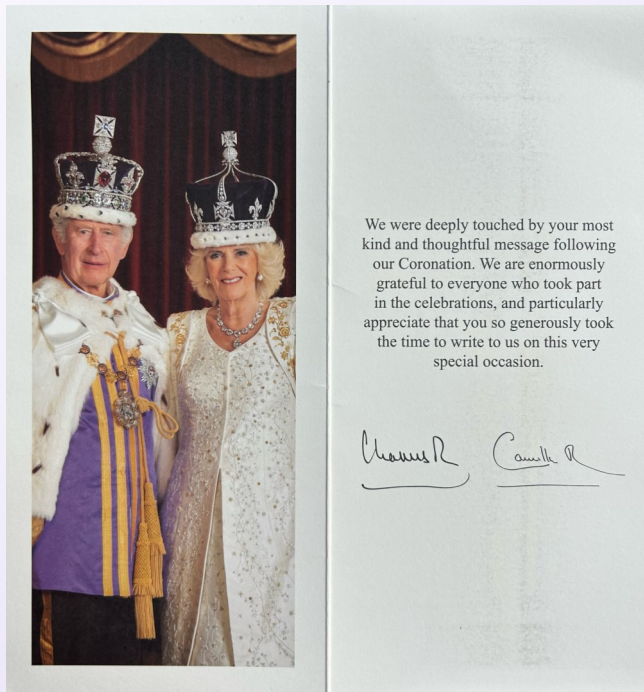 We were deeply touched by your most
kind and thoughtful message following
our Coronation. We are enormously
grateful to everyone who took part
in the celebrations, and particularly
appreciate that you so generously took
the time to write to us on this very
special occasion.
Charles R Camilla R